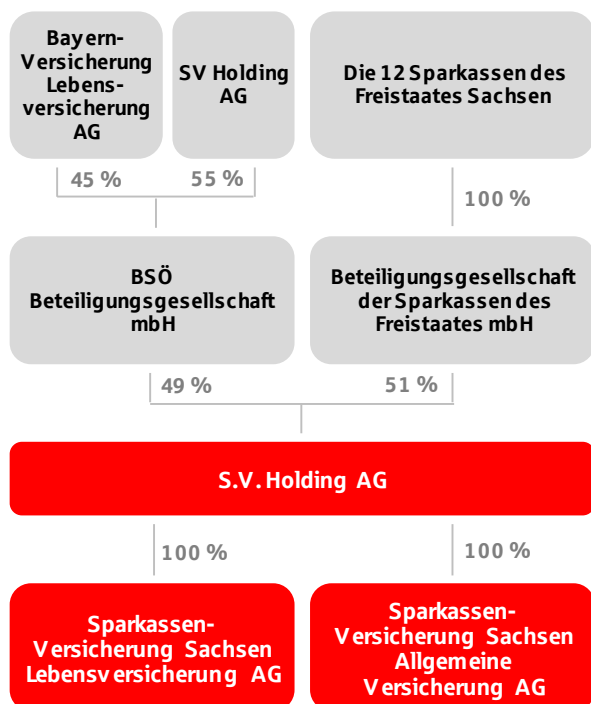 Bayern-
Versicherung
Lebens-
versicherung
AG
SV Holding
AG
Die 12 Sparkassen des
Freistaates Sachsen
45 %
55 %
100 %
BSÖ
Beteiligungsgesellschaft
mbH
Beteiligungsgesellschaft
der Sparkassen des
Freistaates mbH
49 %
51 %
S.V. Holding AG
100 %
100 %
Sparkassen-
Versicherung Sachsen
Lebensversicherung AG
Sparkassen-
Versicherung Sachsen
Allgemeine
Versicherung AG